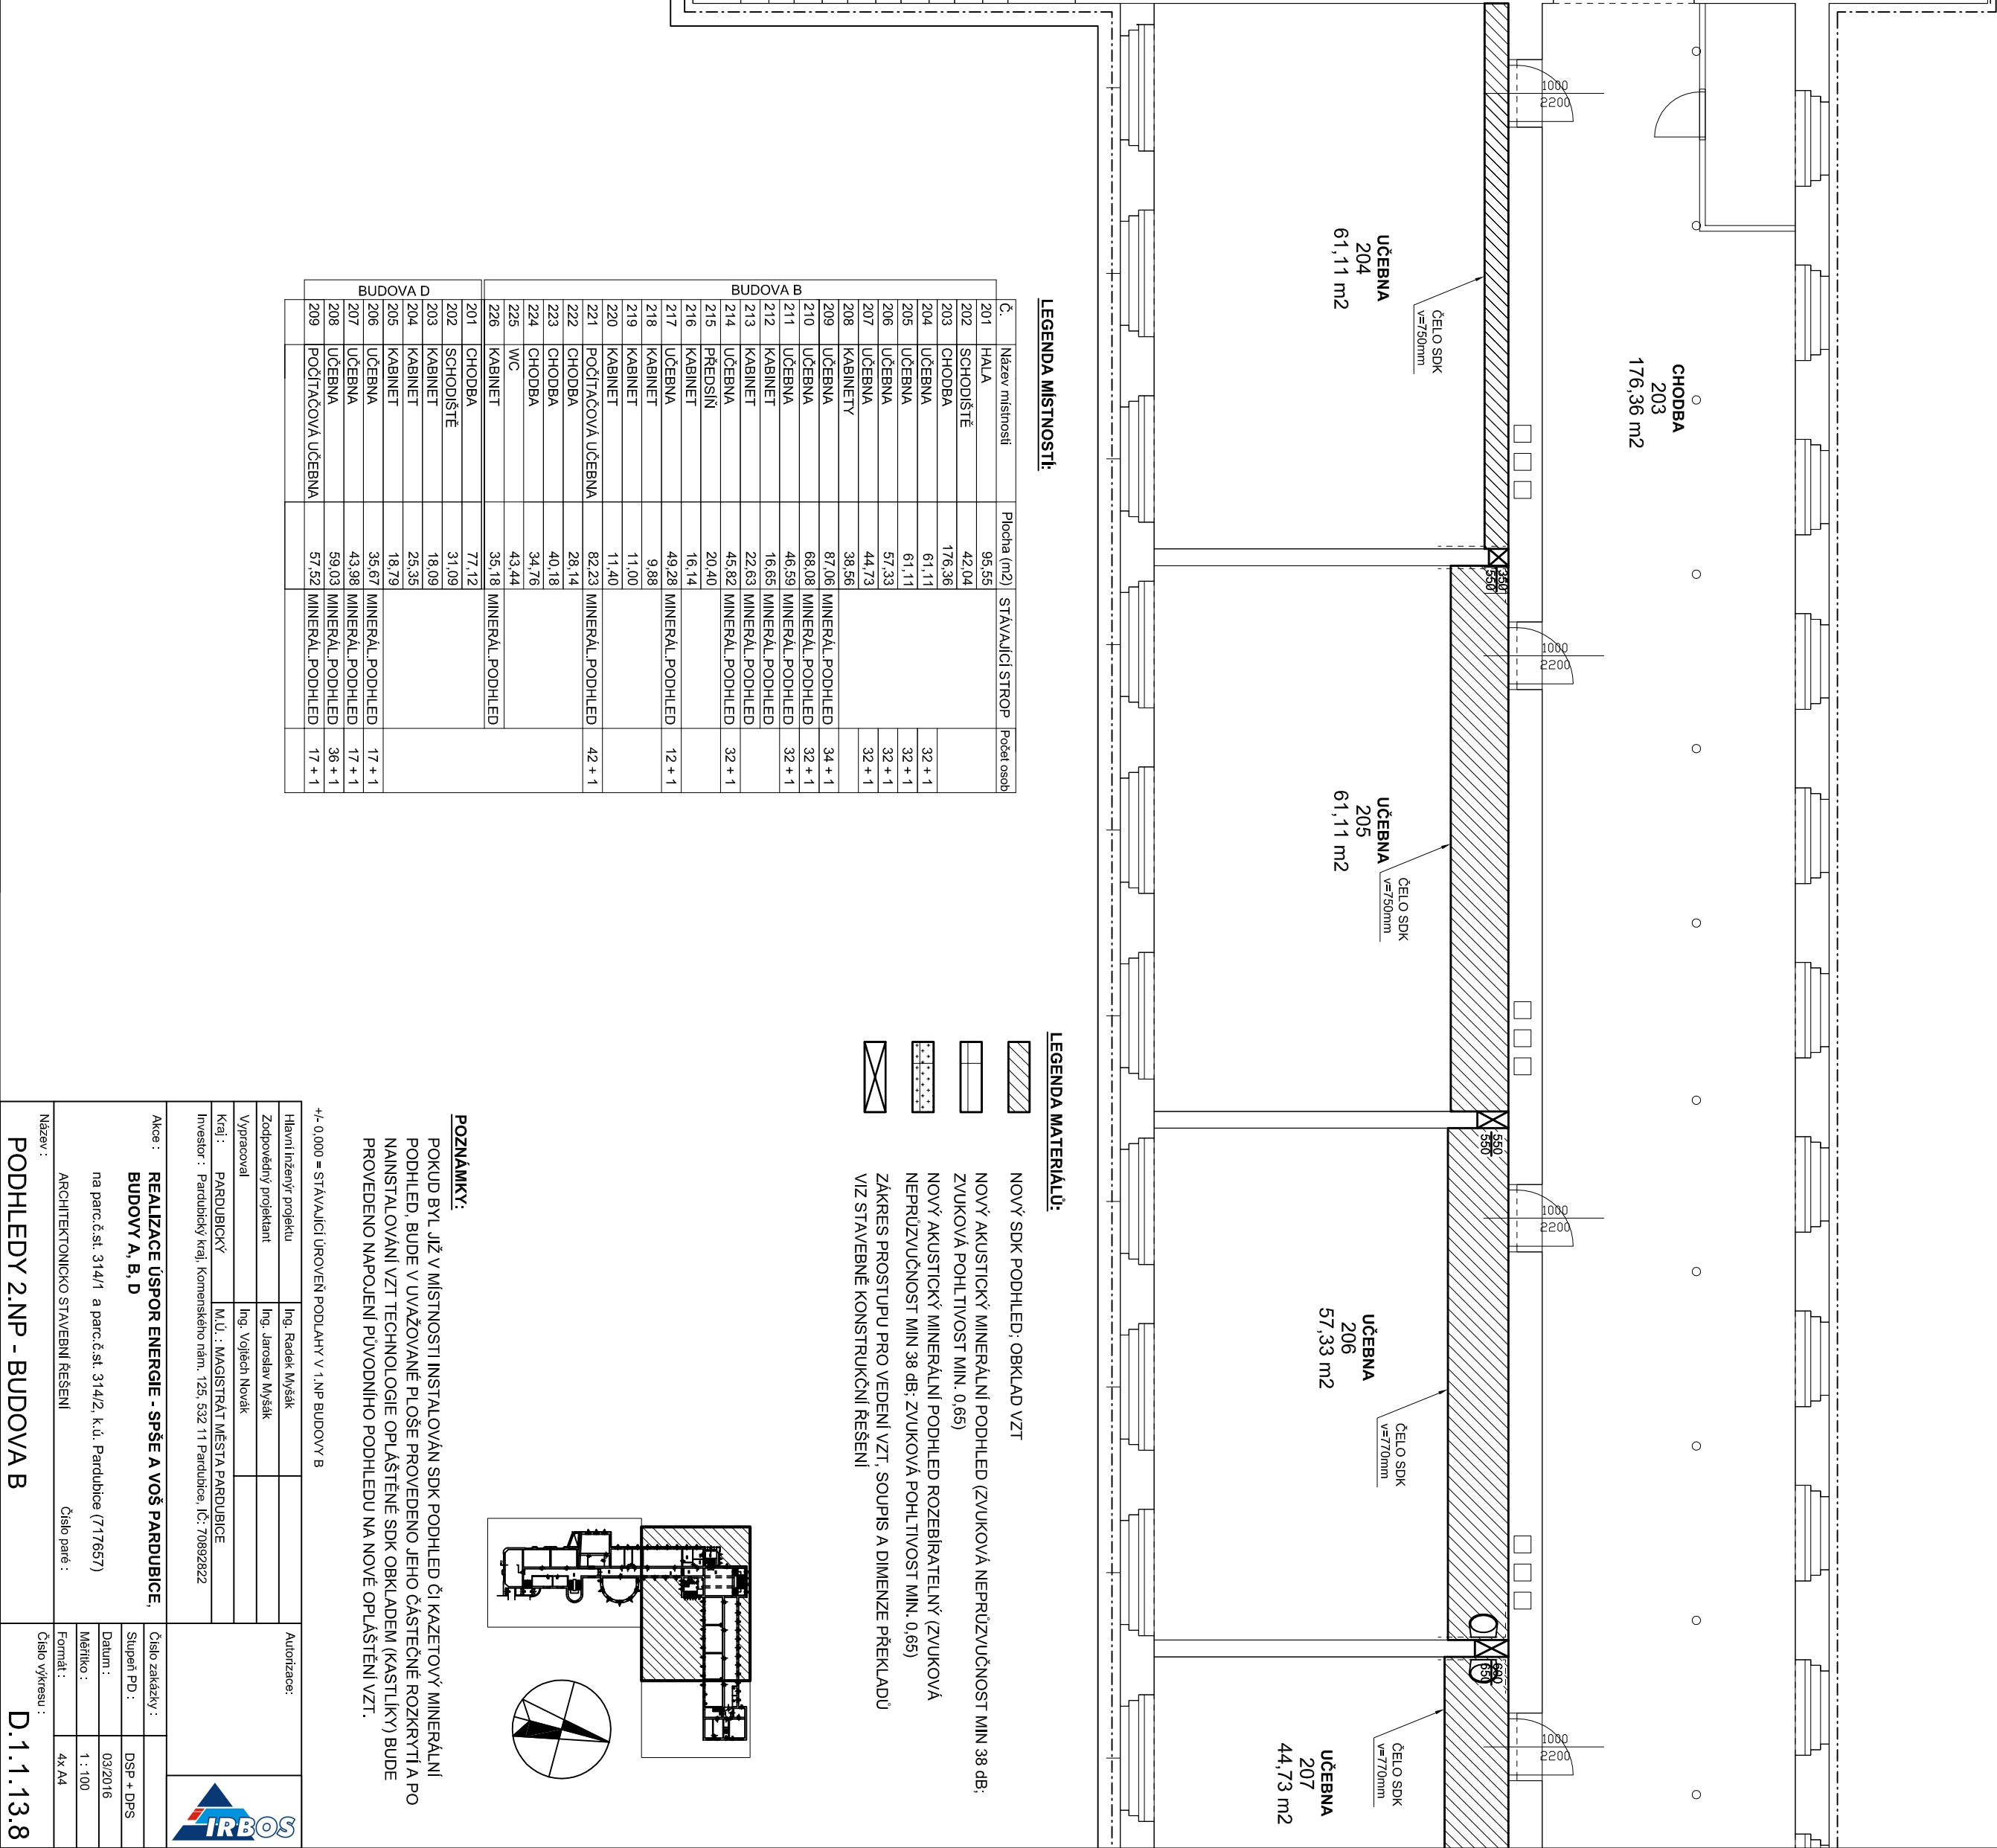 CHODBA
203
176,36 m2
1000
2200
1000
2200
1000
2200
1000
2200
UČEBNA
204
61,11 m2
ČELO SDK
v=750mm
350
550
UČEBNA
205
61,11 m2
ČELO SDK
v=750mm
550
550
UČEBNA
206
57,33 m2
ČELO SDK
v=770mm
650
UČEBNA
207
44,73 m2
ČELO SDK
v=770mm
LEGENDA MÍSTNOSTÍ:
Č. Název místnosti Plocha (m2) STÁVAJÍCÍ STROP Počet osob
BUDOVA B
201 HALA 95,55
202 SCHODIŠTĚ 42,04
203 CHODBA 176,36
204 UČEBNA 61,11 32 + 1
205 UČEBNA 61,11 32 + 1
206 UČEBNA 57,33 32 + 1
207 UČEBNA 44,73 32 + 1
208 KABINETY 38,56
209 UČEBNA 87,06 MINERÁL.PODHLED 34 + 1
210 UČEBNA 68,08 MINERÁL.PODHLED 32 + 1
211 UČEBNA 46,59 MINERÁL.PODHLED 32 + 1
212 KABINET 16,65 MINERÁL.PODHLED
213 KABINET 22,63 MINERÁL.PODHLED
214 UČEBNA 45,82 MINERÁL.PODHLED 32 + 1
215 PŘEDSÍŇ 20,40
216 KABINET 16,14
217 UČEBNA 49,28 MINERÁL.PODHLED 12 + 1
218 KABINET 9,88
219 KABINET 11,00
220 KABINET 11,40
221 POČÍTAČOVÁ UČEBNA 82,23 MINERÁL.PODHLED 42 + 1
222 CHODBA 28,14
223 CHODBA 40,18
224 CHODBA 34,76
225 WC 43,44
226 KABINET 35,18 MINERÁL.PODHLED
BUDOVA D
201 CHODBA 77,12
202 SCHODIŠTĚ 31,09
203 KABINET 18,09
204 KABINET 25,35
205 KABINET 18,79
206 UČEBNA 35,67 MINERÁL.PODHLED 17 + 1
207 UČEBNA 43,98 MINERÁL.PODHLED 17 + 1
208 UČEBNA 59,03 MINERÁL.PODHLED 36 + 1
209 POČÍTAČOVÁ UČEBNA 57,52 MINERÁL.PODHLED 17 + 1
LEGENDA MATERIÁLŮ:
NOVÝ SDK PODHLED; OBKLAD VZT
NOVÝ AKUSTICKÝ MINERÁLNÍ PODHLED (ZVUKOVÁ NEPRŮZVUČNOST MIN 38 dB;
ZVUKOVÁ POHLTIVOST MIN. 0,65)
NOVÝ AKUSTICKÝ MINERÁLNÍ PODHLED ROZEBÍRATELNÝ (ZVUKOVÁ
NEPRŮZVUČNOST MIN 38 dB; ZVUKOVÁ POHLTIVOST MIN. 0,65)
ZÁKRES PROSTUPU PRO VEDENÍ VZT, SOUPIS A DIMENZE PŘEKLADŮ
VIZ STAVEBNĚ KONSTRUKČNÍ ŘEŠENÍ
POZNÁMKY:
POKUD BYL JIŽ V MÍSTNOSTI INSTALOVÁN SDK PODHLED ČI KAZETOVÝ MINERÁLNÍ
PODHLED, BUDE V UVAŽOVANÉ PLOŠE PROVEDENO JEHO ČÁSTEČNÉ ROZKRYTÍ A PO
NAINSTALOVÁNÍ VZT TECHNOLOGIE OPLÁŠTĚNÉ SDK OBKLADEM (KASTLÍKY) BUDE
PROVEDENO NAPOJENÍ PŮVODNÍHO PODHLEDU NA NOVÉ OPLÁŠTĚNÍ VZT.
+/- 0,000 = STÁVAJÍCÍ ÚROVEŇ PODLAHY V 1.NP BUDOVY B
Hlavní inženýr projektu Ing. Radek Myšák
Zodpovědný projektant Ing. Jaroslav Myšák
Vypracoval Ing. Vojtěch Novák
Kraj : PARDUBICKÝ M.Ú. : MAGISTRÁT MĚSTA PARDUBICE
Investor : Pardubický kraj, Komenského nám. 125, 532 11 Pardubice, IČ: 70892822
Autorizace:
IRBOS
Akce : REALIZACE ÚSPOR ENERGIE - SPŠE A VOŠ PARDUBICE,
BUDOVY A, B, D
na parc.č.st. 314/1 a parc.č.st. 314/2, k.ú. Pardubice (717657)
ARCHITEKTONICKO STAVEBNÍ ŘEŠENÍ Číslo paré :
Číslo zakázky :
Stupeň PD : DSP + DPS
Datum : 03/2016
Měřítko : 1 : 100
Formát : 4x A4
Název :
PODHLEDY 2.NP - BUDOVA B
Číslo výkresu :
D.1.1.13.8